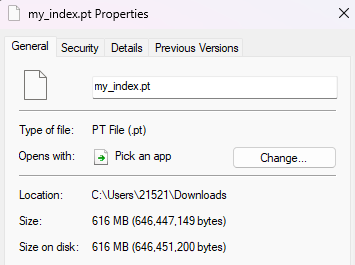 my_index.pt Properties
General Security Details Previous Versions
my_index.pt
Type of file: PT File (.pt)
Opens with: Pick an app Change...
Location: C:\Users\21521\Downloads
Size: 616 MB (646,447,149 bytes)
Size on disk: 616 MB (646,451,200 bytes)